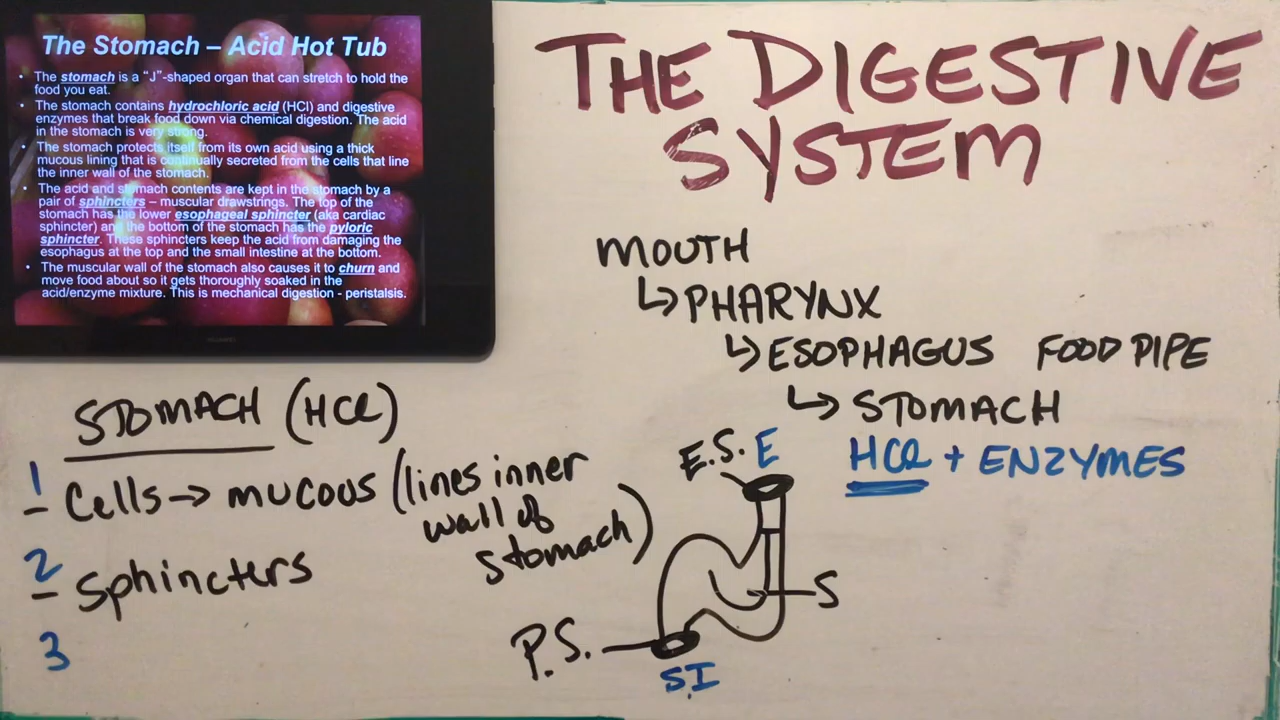 The Stomach – Acid Hot Tub
• The stomach is a "J"-shaped organ that can stretch to hold the
food you eat.
• The stomach contains hydrochloric acid (HCl) and digestive
enzymes that break food down via chemical digestion. The acid
in the stomach is very strong.
• The stomach protects itself from its own acid using a thick
mucous lining that is continually secreted from the cells that line
the inner wall of the stomach.
• The acid and stomach contents are kept in the stomach by a
pair of sphincters – muscular drawstrings. The top of the
stomach has the lower esophageal sphincter (aka cardiac
sphincter) and the bottom of the stomach has the pyloric
sphincter. These sphincters keep the acid from damaging the
esophagus at the top and the small intestine at the bottom.
• The muscular wall of the stomach also causes it to churn and
move food about so it gets thoroughly soaked in the
acid/enzyme mixture. This is mechanical digestion - peristalsis.
THE DIGESTIVE
SYSTEM
MOUTH
↳ PHARYNX
↳ ESOPHAGUS FOOD PIPE
↳ STOMACH
HCl + ENZYMES
STOMACH (HCl)
1 Cells → mucous (lines inner
wall of
stomach)
2 Sphincters
3
E.S. E
S
P.S.
S.I